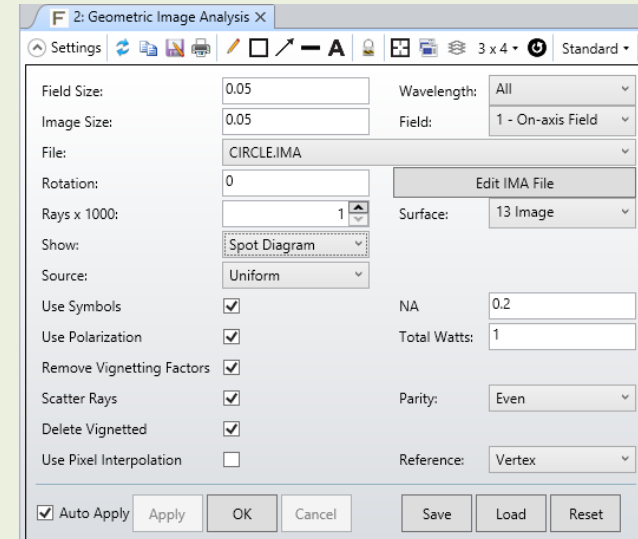 F 2: Geometric Image Analysis
Settings A 3 x 4 Standard
Field Size: 0.05 Wavelength: All
Image Size: 0.05 Field: 1 - On-axis Field
File: CIRCLE.IMA
Rotation: 0 Edit IMA File
Rays x 1000: 1 Surface: 13 Image
Show: Spot Diagram
Source: Uniform
Use Symbols NA 0.2
Use Polarization Total Watts: 1
Remove Vignetting Factors
Scatter Rays Parity: Even
Delete Vignetted
Use Pixel Interpolation Reference: Vertex
Auto Apply Apply OK Cancel Save Load Reset